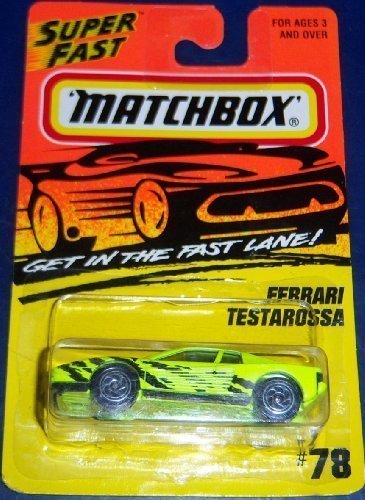 SUPER
FAST
FOR AGES 3
AND OVER
'MATCHBOX'®
GET IN THE FAST LANE!
FERRARI
TESTAROSSA
#78